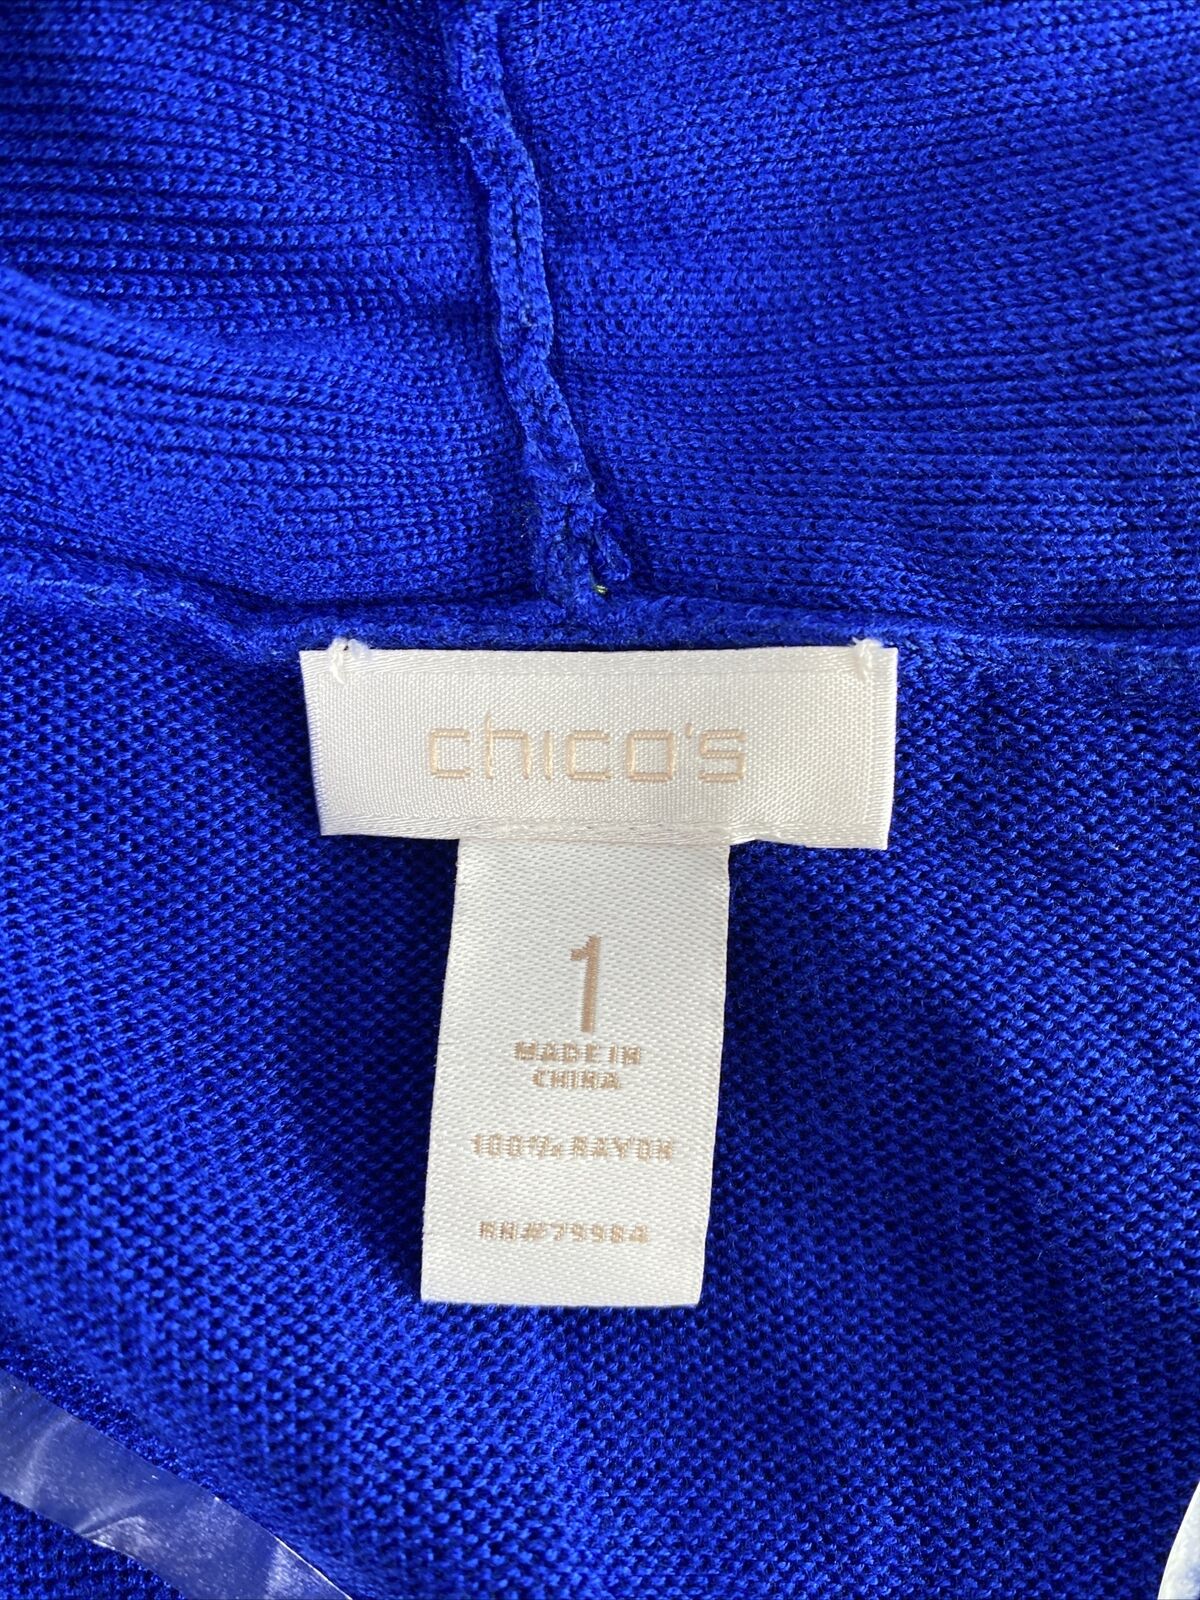 chico's
1
MADE IN
CHINA
100% RAYON
RN#79984